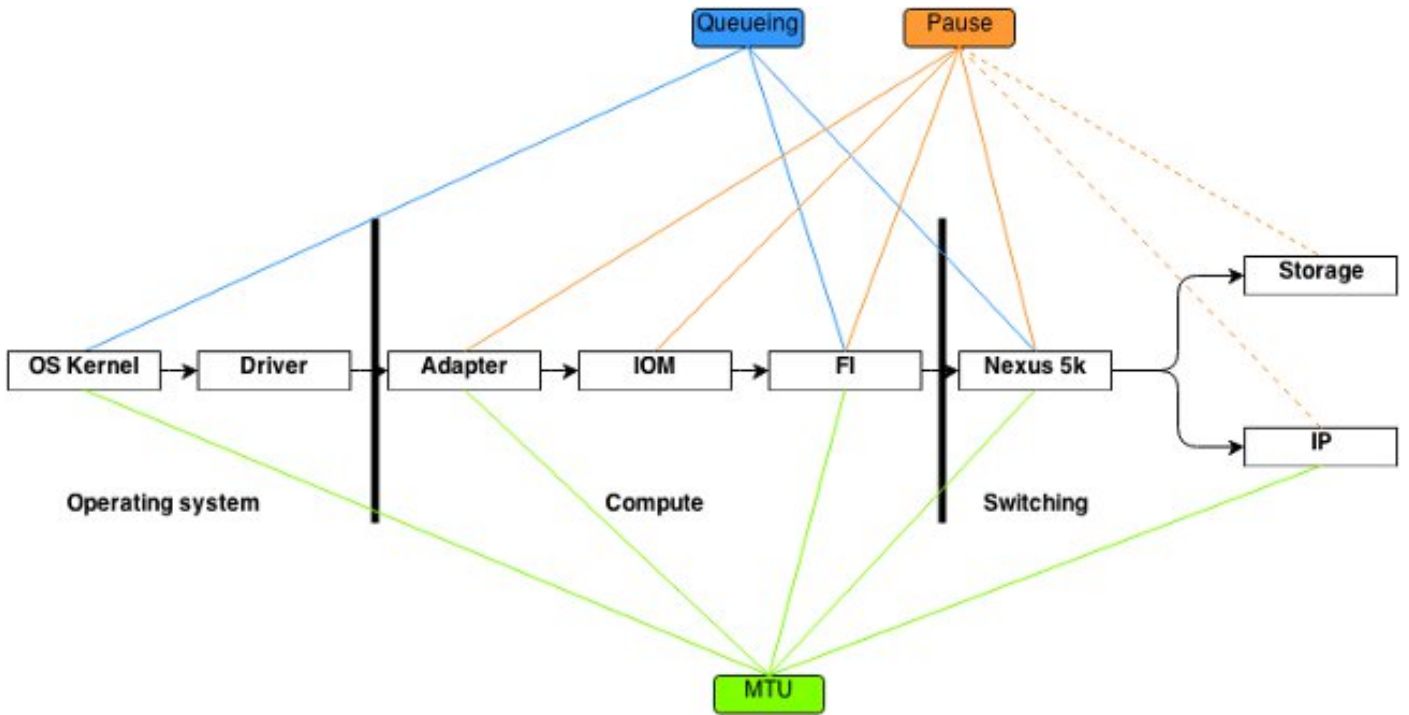 Queueing
Pause
Storage
OS Kernel
Driver
Adapter
IOM
FI
Nexus 5k
IP
Operating system
Compute
Switching
MTU